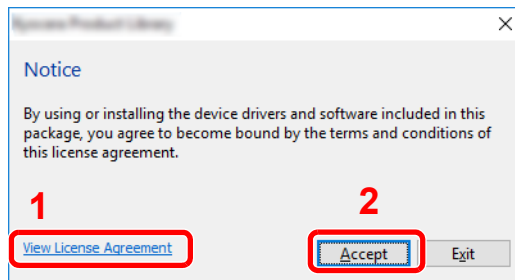 Notice
By using or installing the device drivers and software included in this
package, you agree to become bound by the terms and conditions of
this license agreement.
1
2
View License Agreement
Accept
Exit